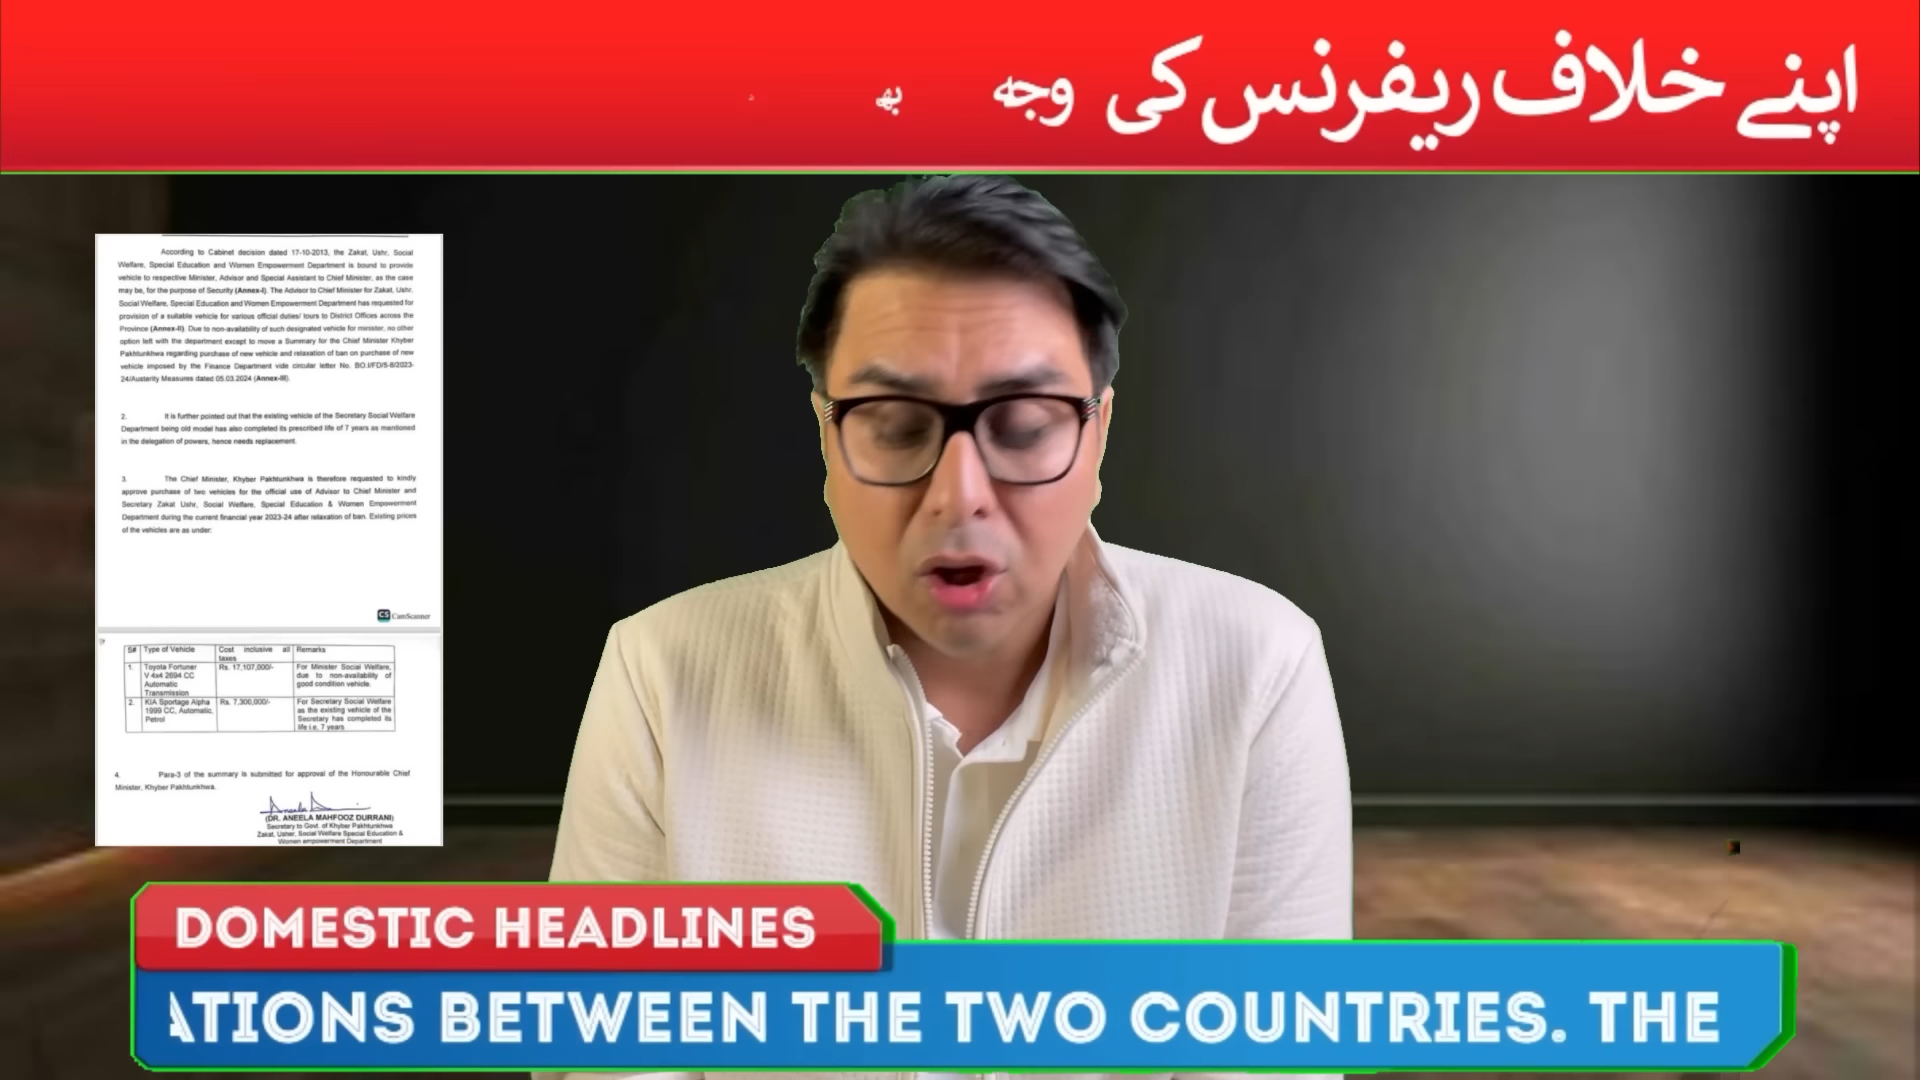 اپنے خلاف ریفرنس کی وجہ بھ
According to Cabinet decision dated 17-10-2013, the Zakat, Ushr, Social
Welfare, Special Education and Women Empowerment Department is bound to provide
vehicle to respective Minister, Advisor and Special Assistant to Chief Minister, as the case
may be, for the purpose of Security (Annex-I). The Advisor to Chief Minister for Zakat, Ushr,
Social Welfare, Special Education and Women Empowerment Department has requested for
provision of a suitable vehicle for various official duties/ tours to District Offices across the
Province (Annex-II). Due to non-availability of such designated vehicle for minister, no other
option left with the department except to move a Summary for the Chief Minister Khyber
Pakhtunkhwa regarding purchase of new vehicle and relaxation of ban on purchase of new
vehicle imposed by the Finance Department vide circular letter No. BO.I/FD/5-8/2023-
24/Austerity Measures dated 05.03.2024 (Annex-III).
2. It is further pointed out that the existing vehicle of the Secretary Social Welfare
Department being old model has also completed its prescribed life of 7 years as mentioned
in the delegation of powers, hence needs replacement.
3. The Chief Minister, Khyber Pakhtunkhwa is therefore requested to kindly
approve purchase of two vehicles for the official use of Advisor to Chief Minister and
Secretary Zakat Ushr, Social Welfare, Special Education & Women Empowerment
Department during the current financial year 2023-24 after relaxation of ban. Existing prices
of the vehicles are as under:
CS CamScanner
S# Type of Vehicle Cost inclusive all taxes Remarks
1. Toyota Fortuner V 4x4 2694 CC Automatic Transmission Rs. 17,107,000/- For Minister Social Welfare, due to non-availability of good condition vehicle.
2. KIA Sportage Alpha 1999 CC, Automatic, Petrol Rs. 7,300,000/- For Secretary Social Welfare as the existing vehicle of the Secretary has completed its life i.e, 7 years
4. Para-3 of the summary is submitted for approval of the Honourable Chief
Minister, Khyber Pakhtunkhwa.
(DR. ANEELA MAHFOOZ DURRANI)
Secretary to Govt. of Khyber Pakhtunkhwa
Zakat, Usher, Social Welfare Special Education &
Women empowerment Department
DOMESTIC HEADLINES
ATIONS BETWEEN THE TWO COUNTRIES. THE